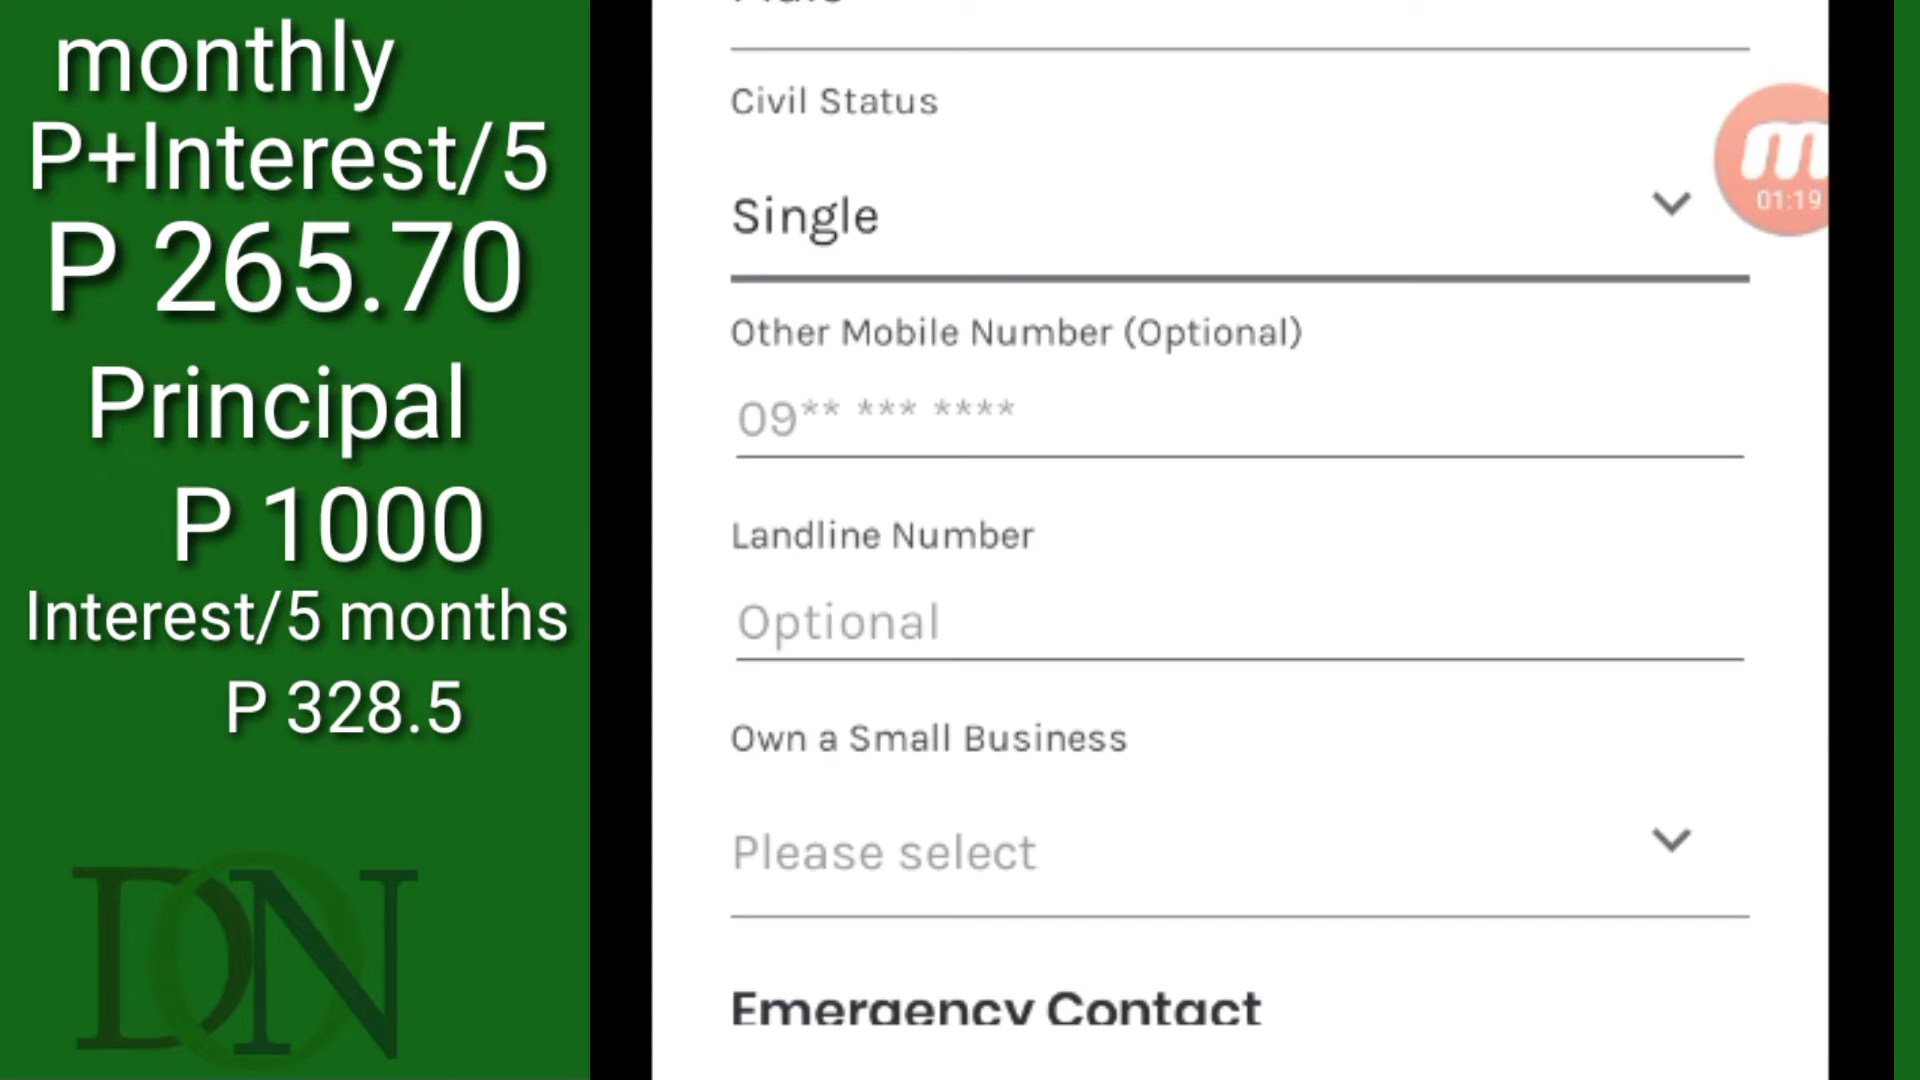 monthly
P+Interest/5
P 265.70
Principal
P 1000
Interest/5 months
P 328.5
DON
Civil Status
Single
01:19
Other Mobile Number (Optional)
09** *** ****
Landline Number
Optional
Own a Small Business
Please select
Emergency Contact